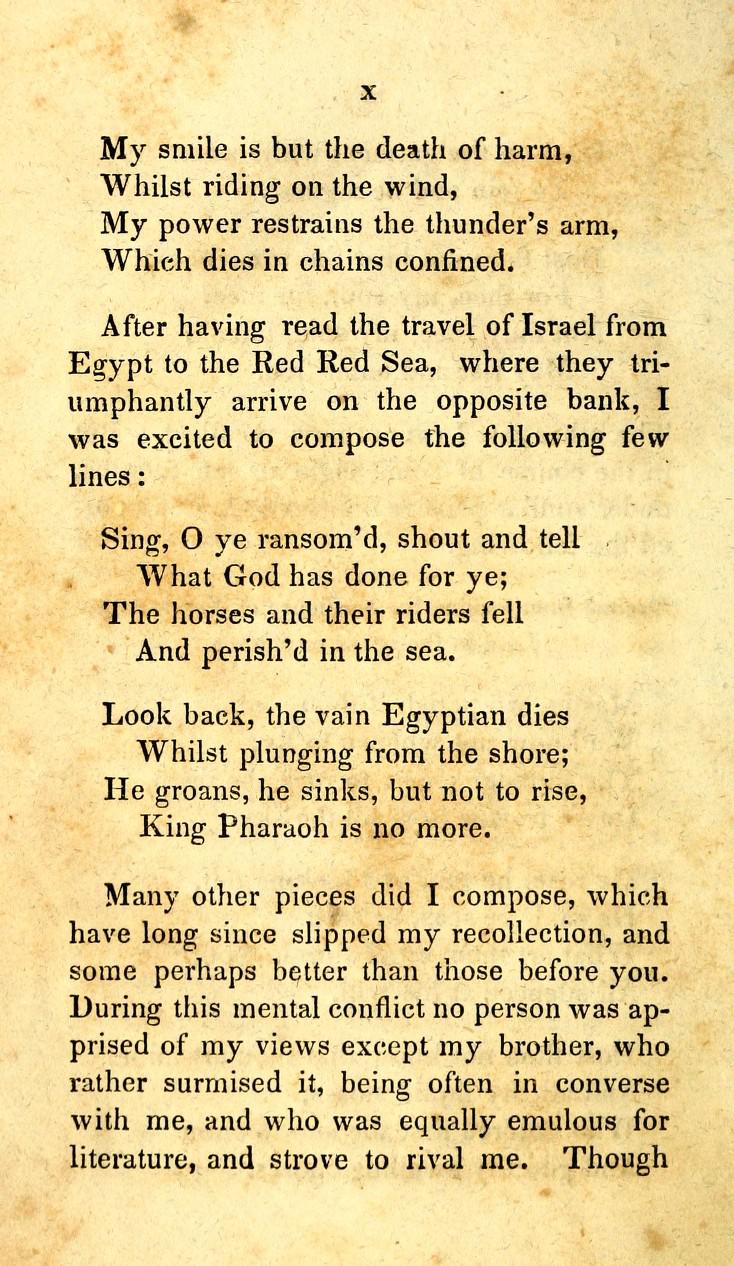 x
My smile is but the death of harm,
Whilst riding on the wind,
My power restrains the thunder's arm,
Which dies in chains confined.
After having read the travel of Israel from
Egypt to the Red Red Sea, where they tri-
umphantly arrive on the opposite bank, I
was excited to compose the following few
lines :
Sing, O ye ransom'd, shout and tell
What God has done for ye;
The horses and their riders fell
And perish'd in the sea.
Look back, the vain Egyptian dies
Whilst plunging from the shore;
He groans, he sinks, but not to rise,
King Pharaoh is no more.
Many other pieces did I compose, which
have long since slipped my recollection, and
some perhaps better than those before you.
During this mental conflict no person was ap-
prised of my views except my brother, who
rather surmised it, being often in converse
with me, and who was equally emulous for
literature, and strove to rival me. Though